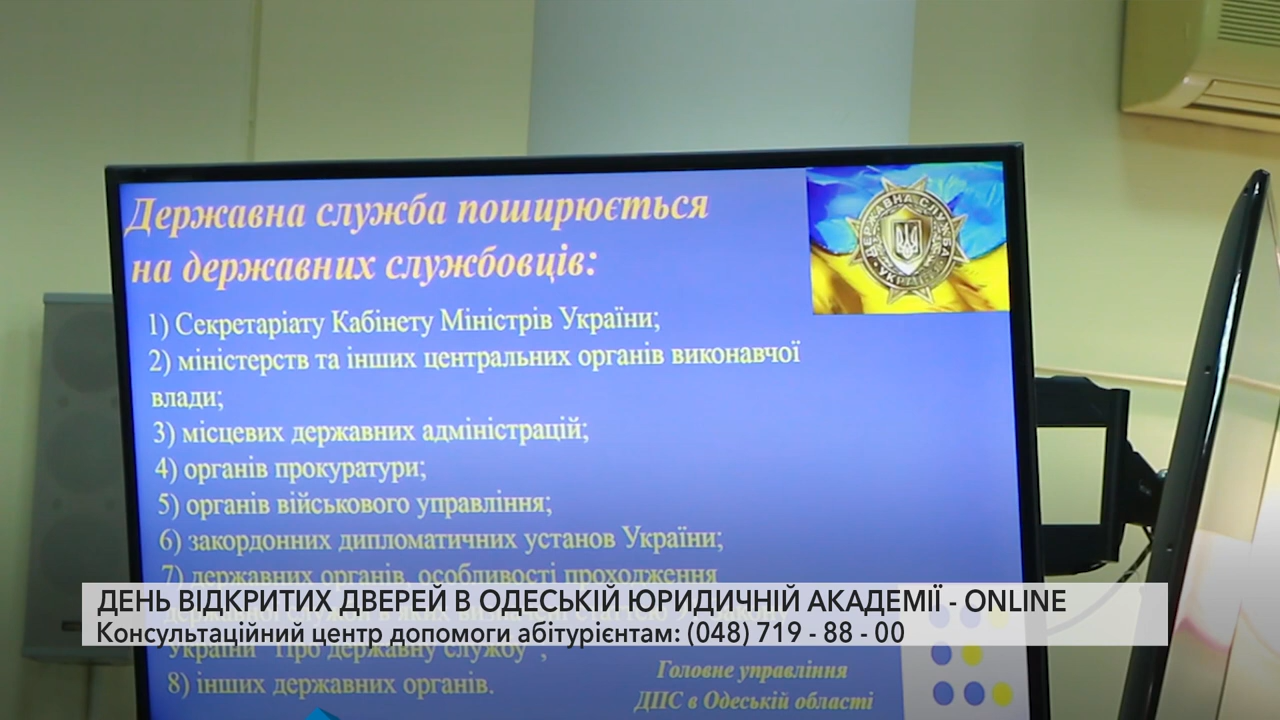 Державна служба поширюється
на державних службовців:
ДЕРЖАВНА СЛУЖБА
УКРАЇНИ
1) Секретаріату Кабінету Міністрів України;
2) міністерств та інших центральних органів виконавчої
влади;
3) місцевих державних адміністрацій;
4) органів прокуратури;
5) органів військового управління;
6) закордонних дипломатичних установ України;
7) державних органів, особливості проходження
ДЕНЬ ВІДКРИТИХ ДВЕРЕЙ В ОДЕСЬКІЙ ЮРИДИЧНІЙ АКАДЕМІЇ - ONLINE
Консультаційний центр допомоги абітурієнтам: (048) 719 - 88 - 00
України "Про державну службу";
8) інших державних органів.
Головне управління
ДПС в Одеській області